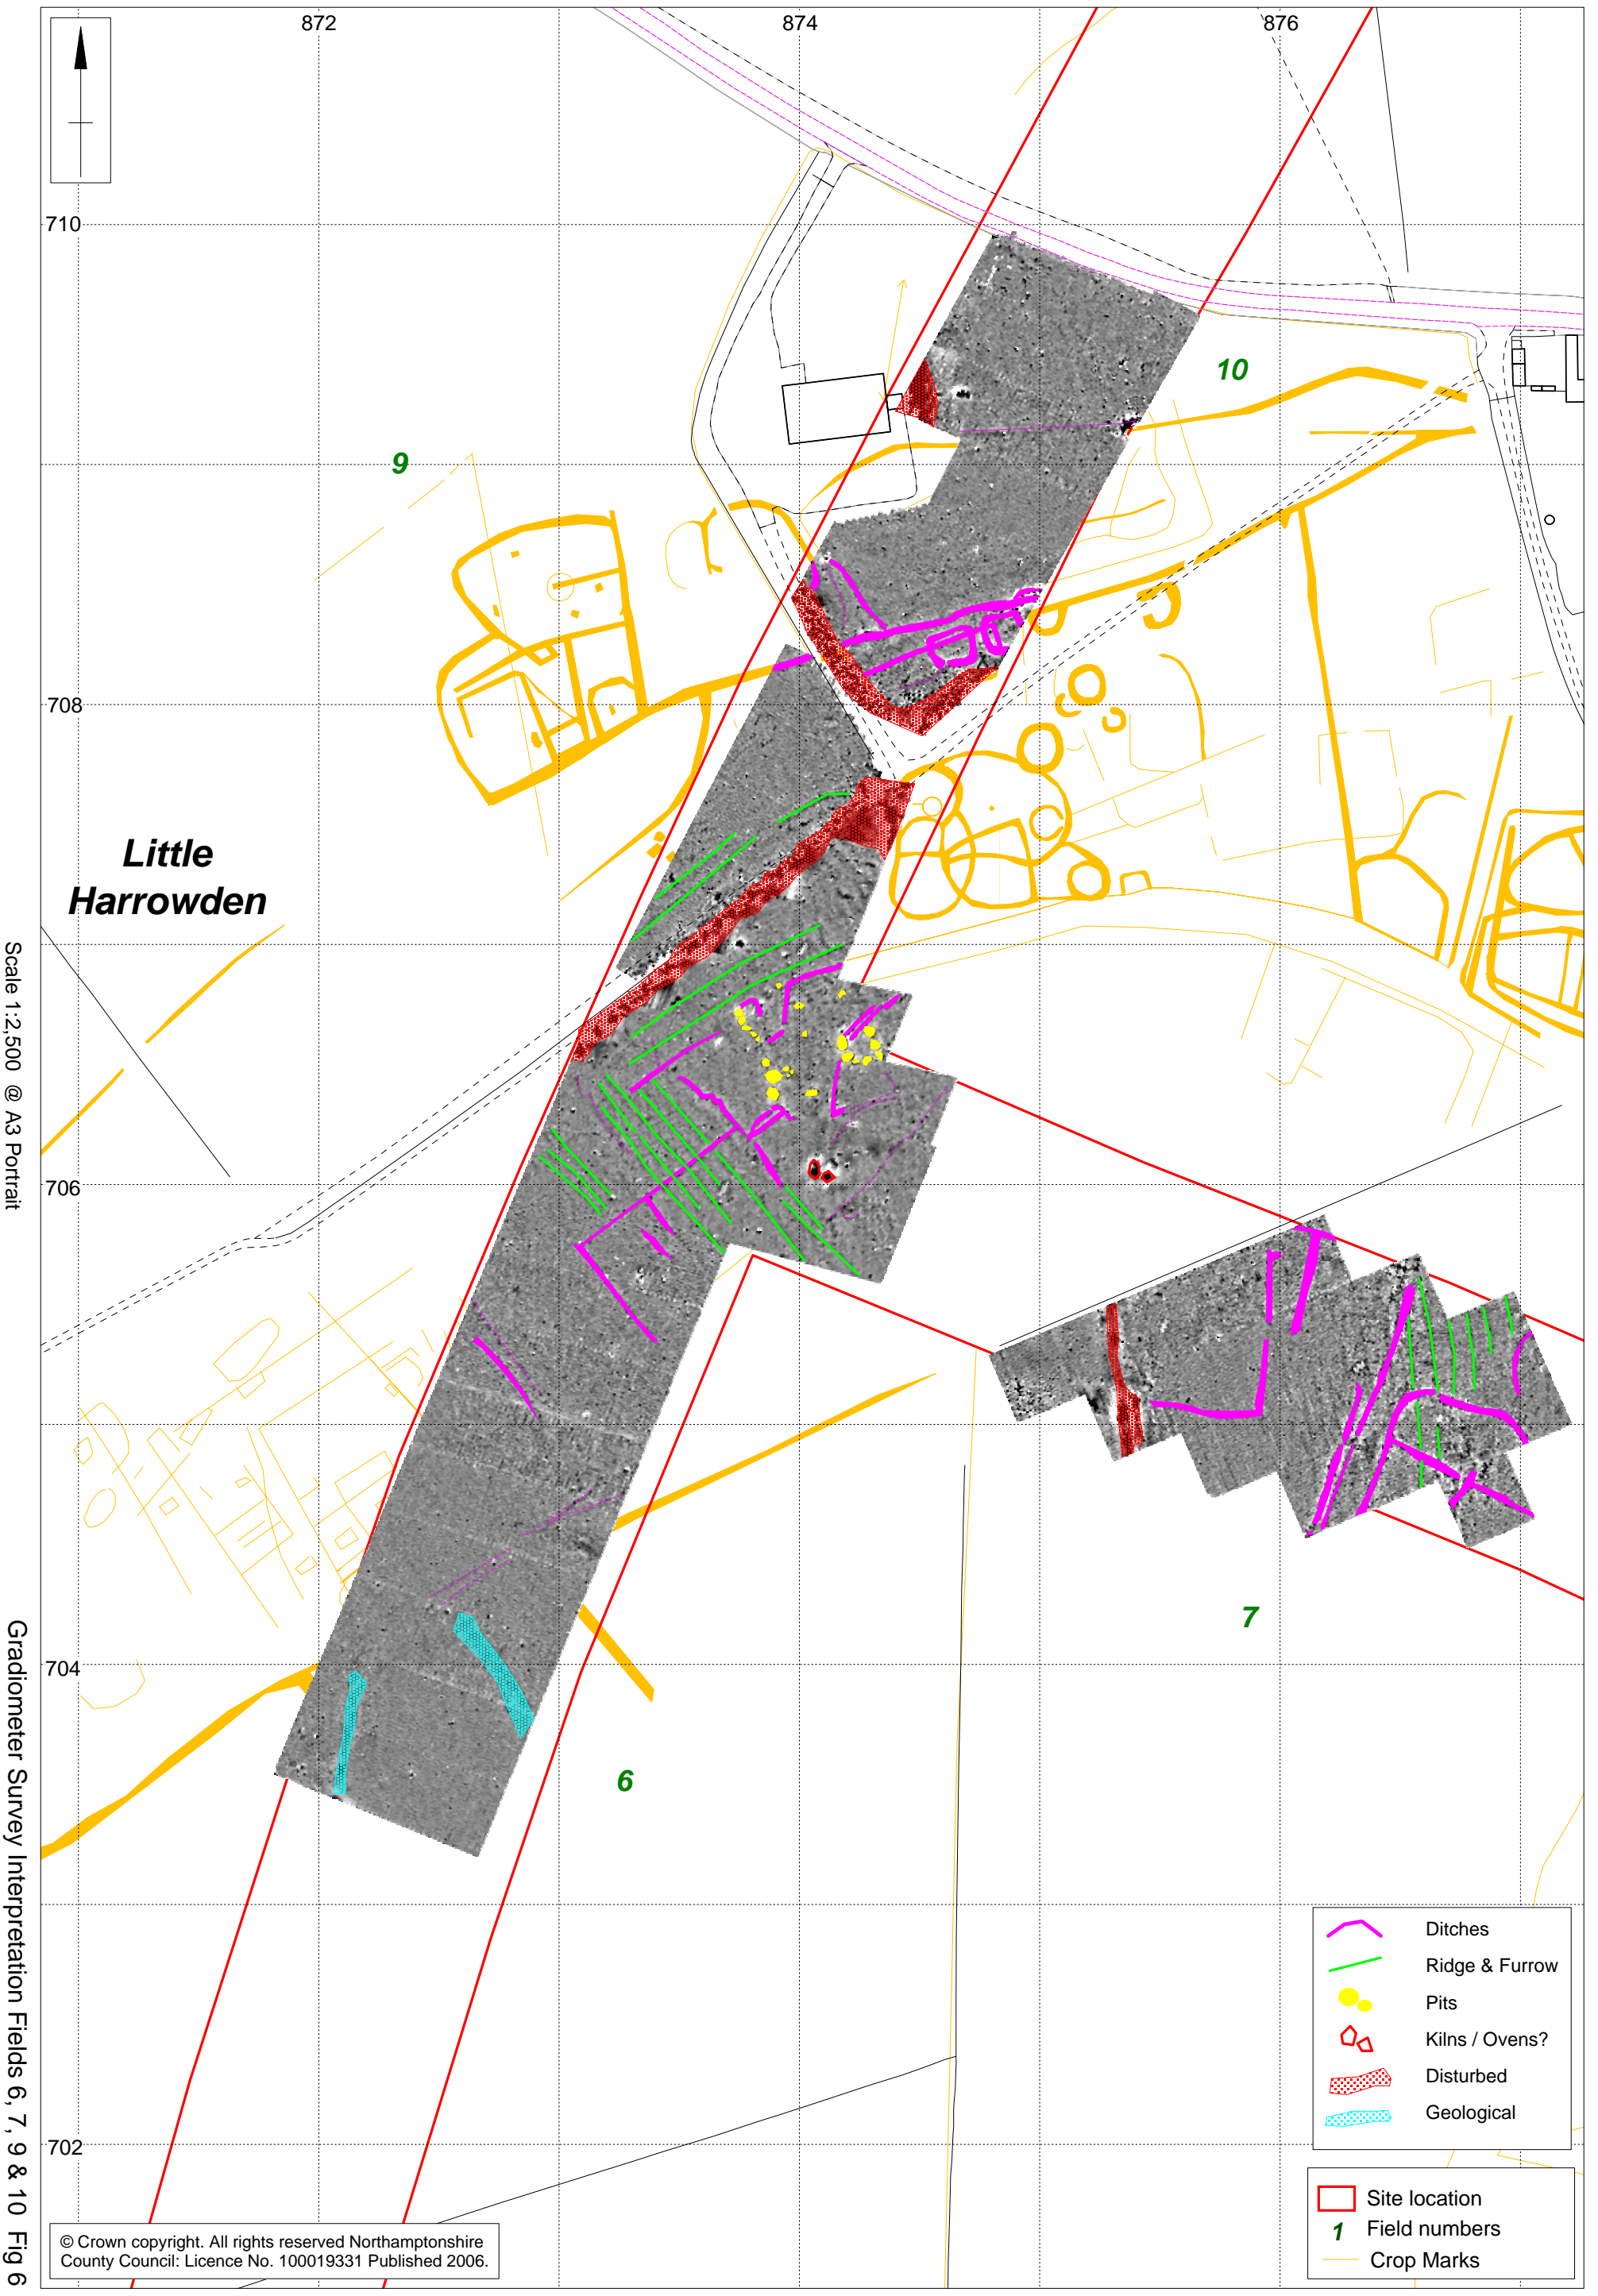 872
874
876
710
10
9
708
Little
Harrowden
706
7
704
6
702
Ditches
Ridge & Furrow
Pits
Kilns / Ovens?
Disturbed
Geological
Site location
1 Field numbers
Crop Marks
© Crown copyright. All rights reserved Northamptonshire
County Council: Licence No. 100019331 Published 2006.
Scale 1:2,500 @ A3 Portrait
Gradiometer Survey Interpretation Fields 6, 7, 9 & 10 Fig 6